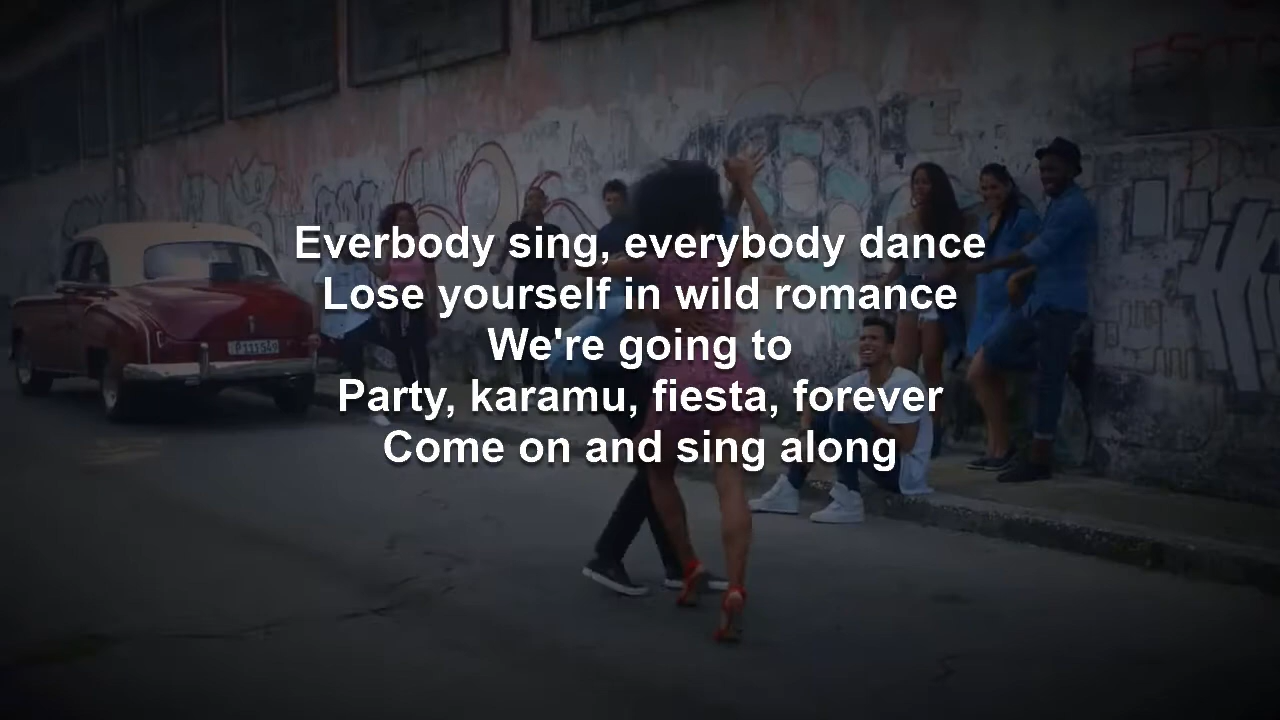 Everbody sing, everybody dance
Lose yourself in wild romance
We're going to
Party, karamu, fiesta, forever
Come on and sing along